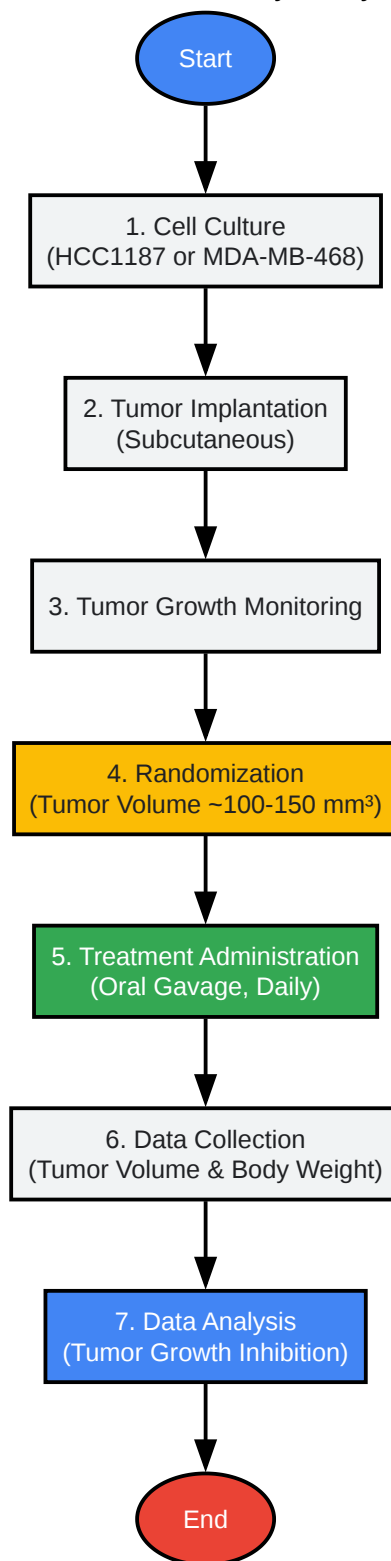 Start
1. Cell Culture
(HCC1187 or MDA-MB-468)
2. Tumor Implantation
(Subcutaneous)
3. Tumor Growth Monitoring
4. Randomization
(Tumor Volume ~100-150 mm³)
5. Treatment Administration
(Oral Gavage, Daily)
6. Data Collection
(Tumor Volume & Body Weight)
7. Data Analysis
(Tumor Growth Inhibition)
End